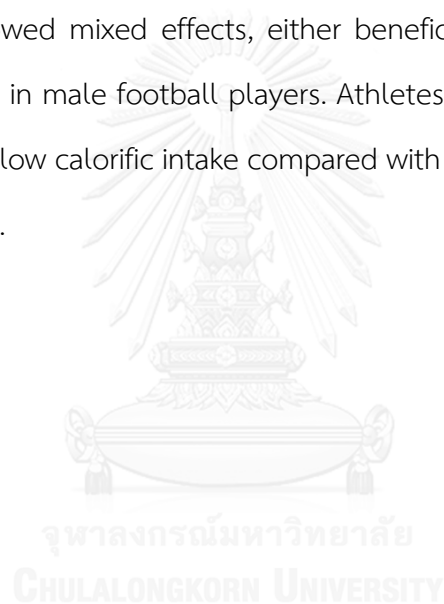 owed mixed effects, either benefic
in male football players. Athletes
low calorific intake compared with
.
จุฬาลงกรณ์มหาวิทยาลัย
CHULALONGKORN UNIVERSITY